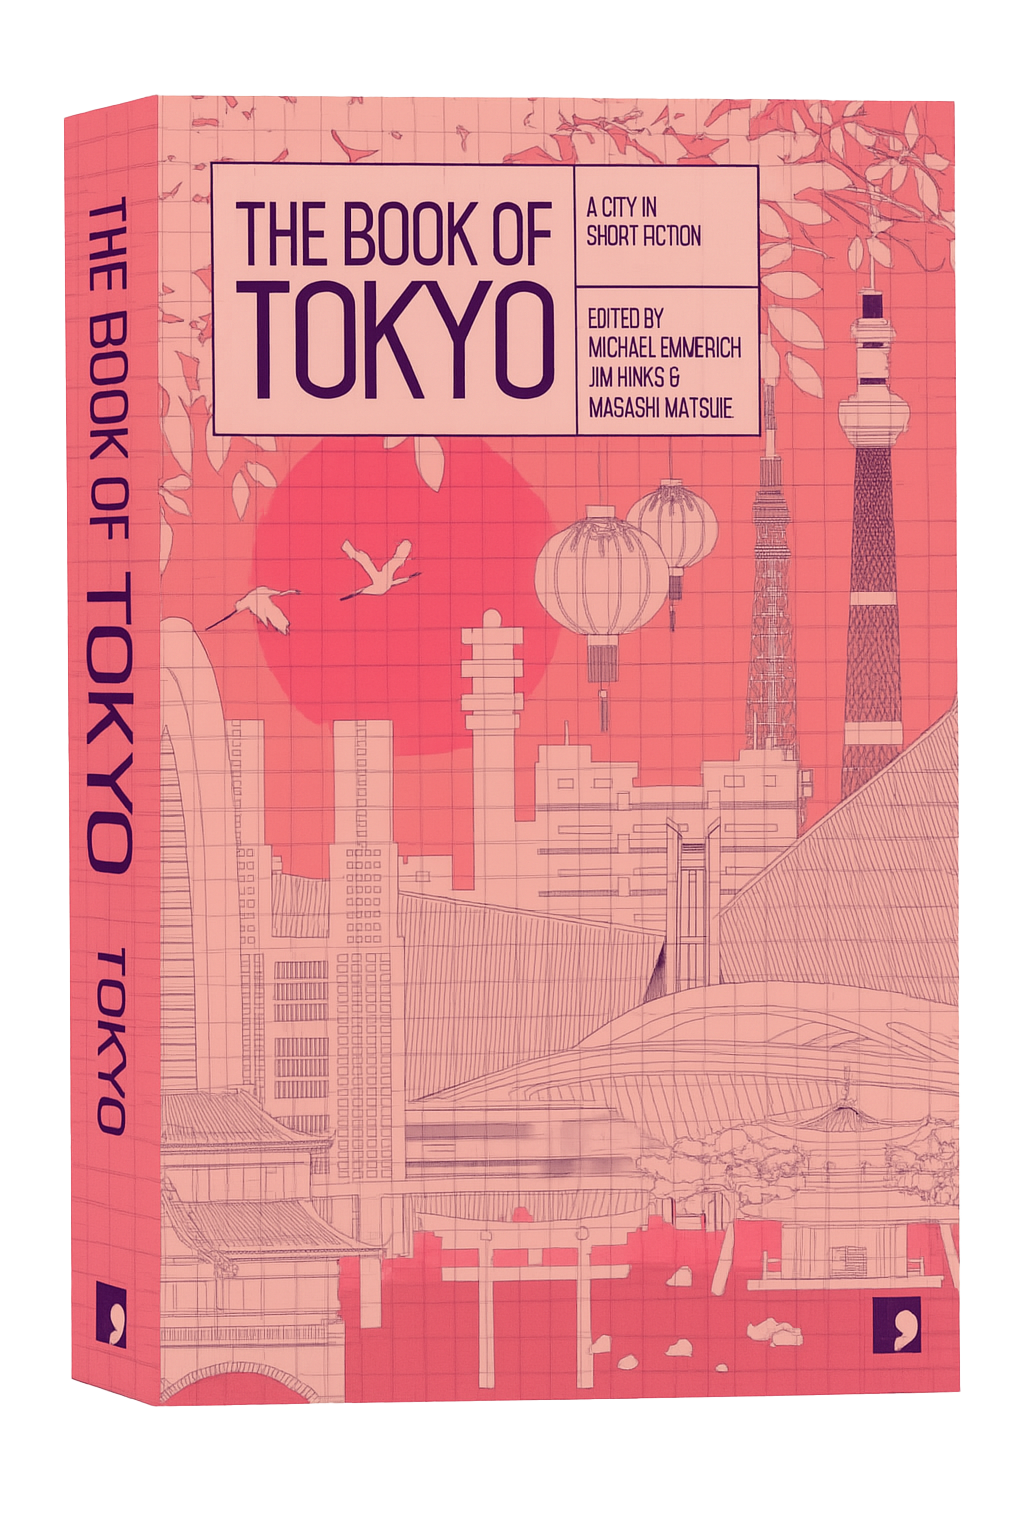 THE BOOK OF TOKYO TOKYO
THE BOOK OF
TOKYO
A CITY IN
SHORT FICTION
EDITED BY
MICHAEL EMMERICH
JIM HINKS &
MASASHI MATSUIE.